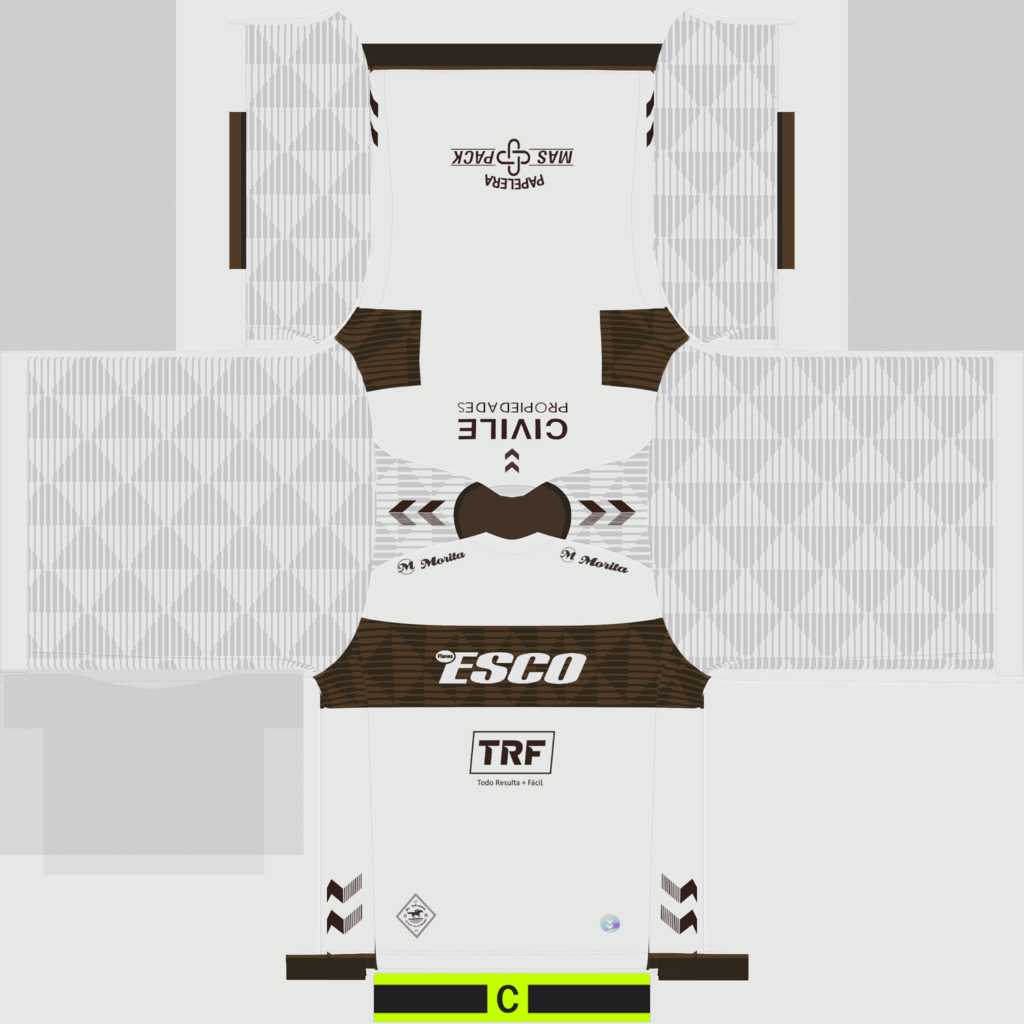 MAS PACK
PAPELERA
PROPIEDADES
CIVILE
M Morita
M Morita
Planes
ESCO
TRF
Todo Resulta + Fácil
C